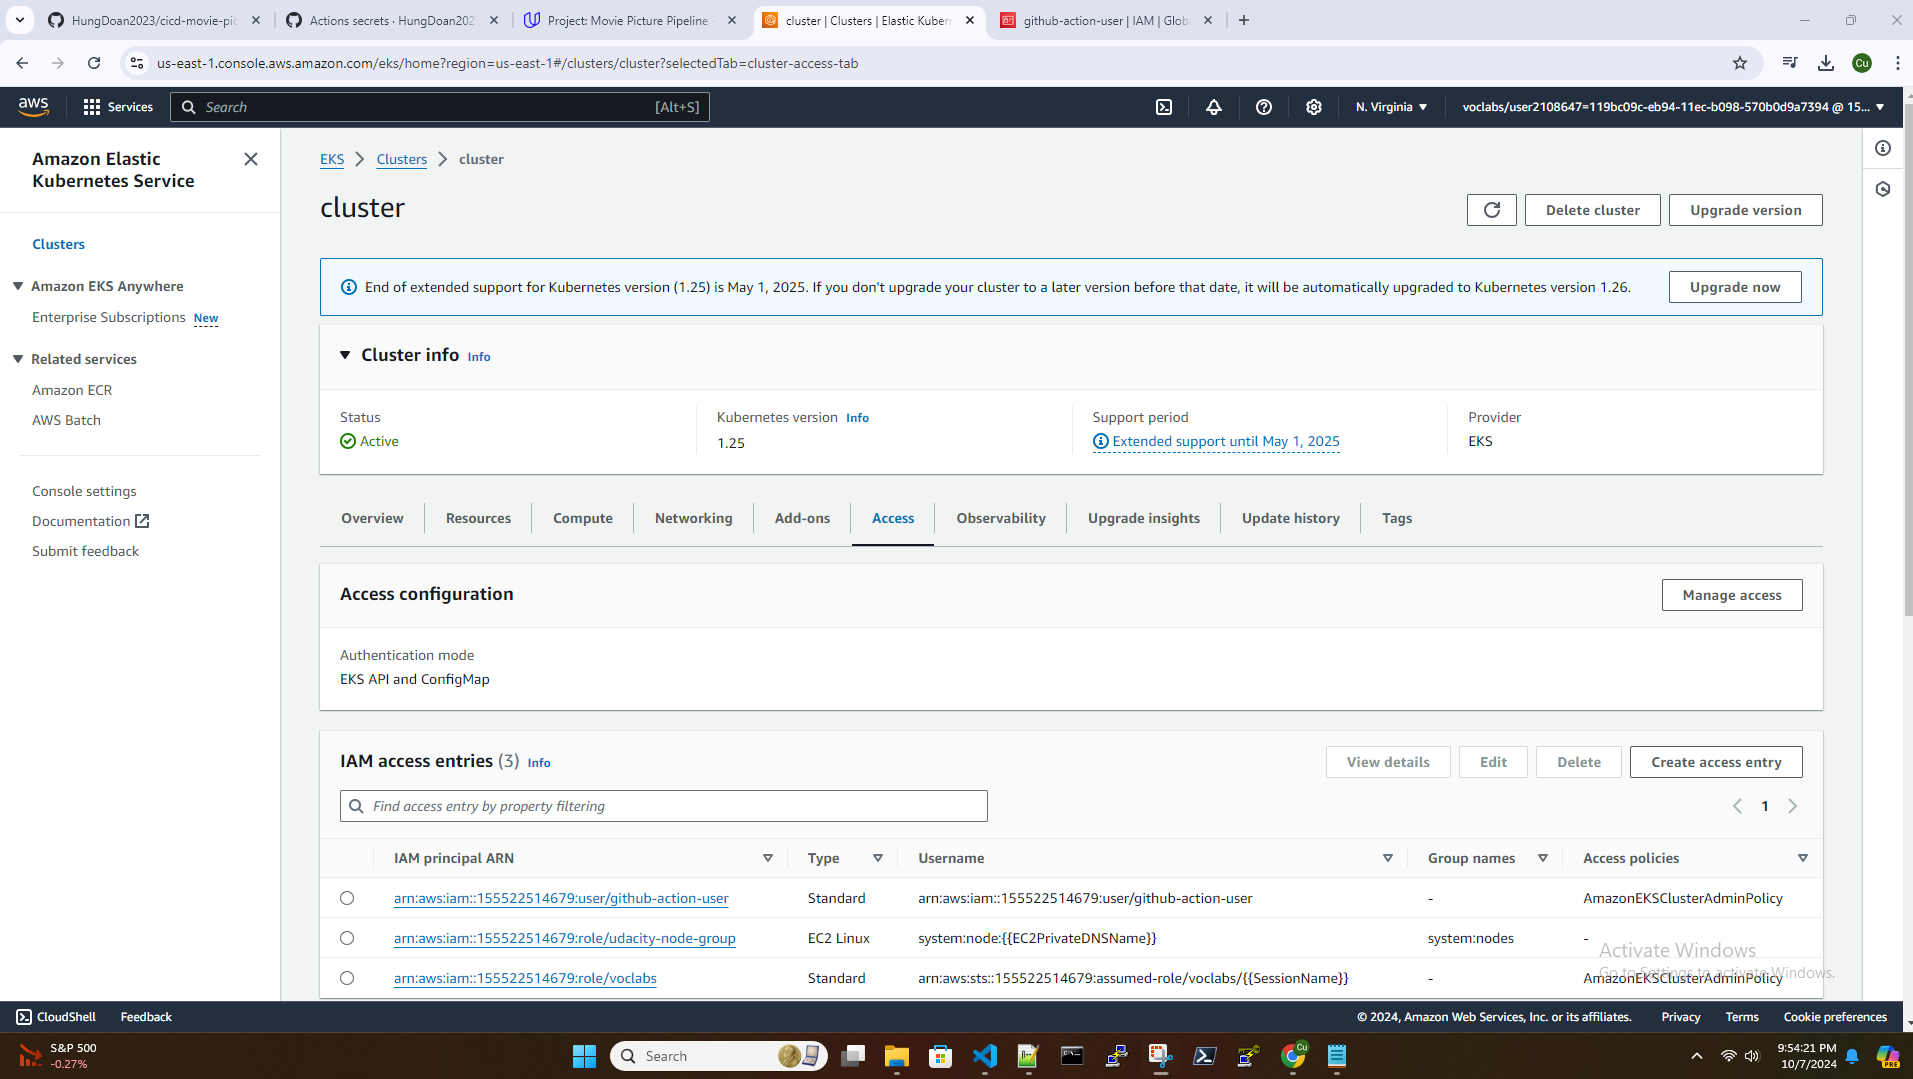 HungDoan2023/cicd-movie-pic
Actions secrets · HungDoan202
Project: Movie Picture Pipeline -
cluster | Clusters | Elastic Kubern
github-action-user | IAM | Globa
us-east-1.console.aws.amazon.com/eks/home?region=us-east-1#/clusters/cluster?selectedTab=cluster-access-tab
Cu
aws
Services
Search
[Alt+S]
N. Virginia
voclabs/user2108647=119bc09c-eb94-11ec-b098-570b0d9a7394 @ 15...
Amazon Elastic
Kubernetes Service
Clusters
Amazon EKS Anywhere
Enterprise Subscriptions New
Related services
Amazon ECR
AWS Batch
Console settings
Documentation
Submit feedback
EKS
Clusters
cluster
cluster
Delete cluster
Upgrade version
End of extended support for Kubernetes version (1.25) is May 1, 2025. If you don't upgrade your cluster to a later version before that date, it will be automatically upgraded to Kubernetes version 1.26.
Upgrade now
Cluster info Info
Status
Active
Kubernetes version Info
1.25
Support period
Extended support until May 1, 2025
Provider
EKS
Overview
Resources
Compute
Networking
Add-ons
Access
Observability
Upgrade insights
Update history
Tags
Access configuration
Manage access
Authentication mode
EKS API and ConfigMap
IAM access entries (3) Info
View details
Edit
Delete
Create access entry
Find access entry by property filtering
1
IAM principal ARN
Type
Username
Group names
Access policies
arn:aws:iam::155522514679:user/github-action-user
Standard
arn:aws:iam::155522514679:user/github-action-user
-
AmazonEKSClusterAdminPolicy
arn:aws:iam::155522514679:role/udacity-node-group
EC2 Linux
system:node:{{EC2PrivateDNSName}}
system:nodes
-
arn:aws:iam::155522514679:role/voclabs
Standard
arn:aws:sts::155522514679:assumed-role/voclabs/{{SessionName}}
-
AmazonEKSClusterAdminPolicy
Activate Windows
Go to Settings to activate Windows.
CloudShell
Feedback
© 2024, Amazon Web Services, Inc. or its affiliates.
Privacy
Terms
Cookie preferences
S&P 500
-0.27%
Search
Cu
9:54:21 PM
10/7/2024
PRE